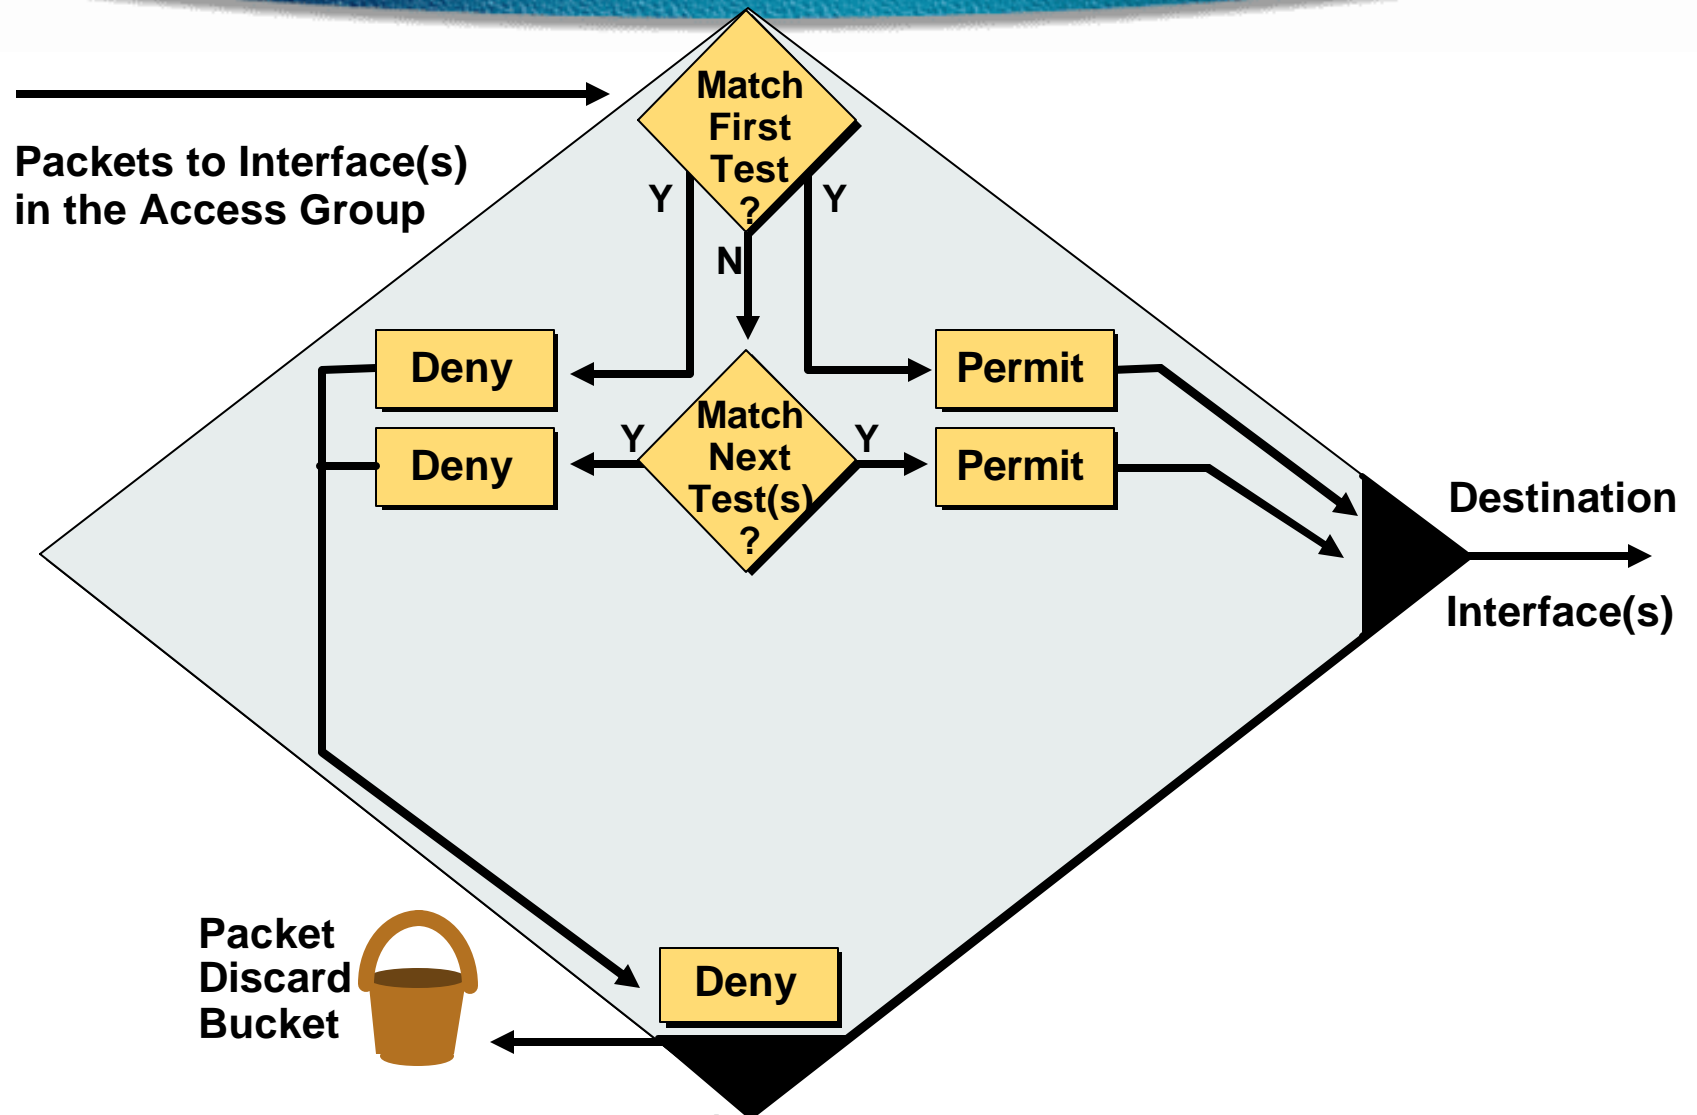 Match
First
Test
?
Packets to Interface(s)
in the Access Group
Y
Y
N
Deny
Permit
Match
Next
Test(s)
?
Y
Y
Deny
Permit
Destination
Interface(s)
Packet
Discard
Bucket
Deny